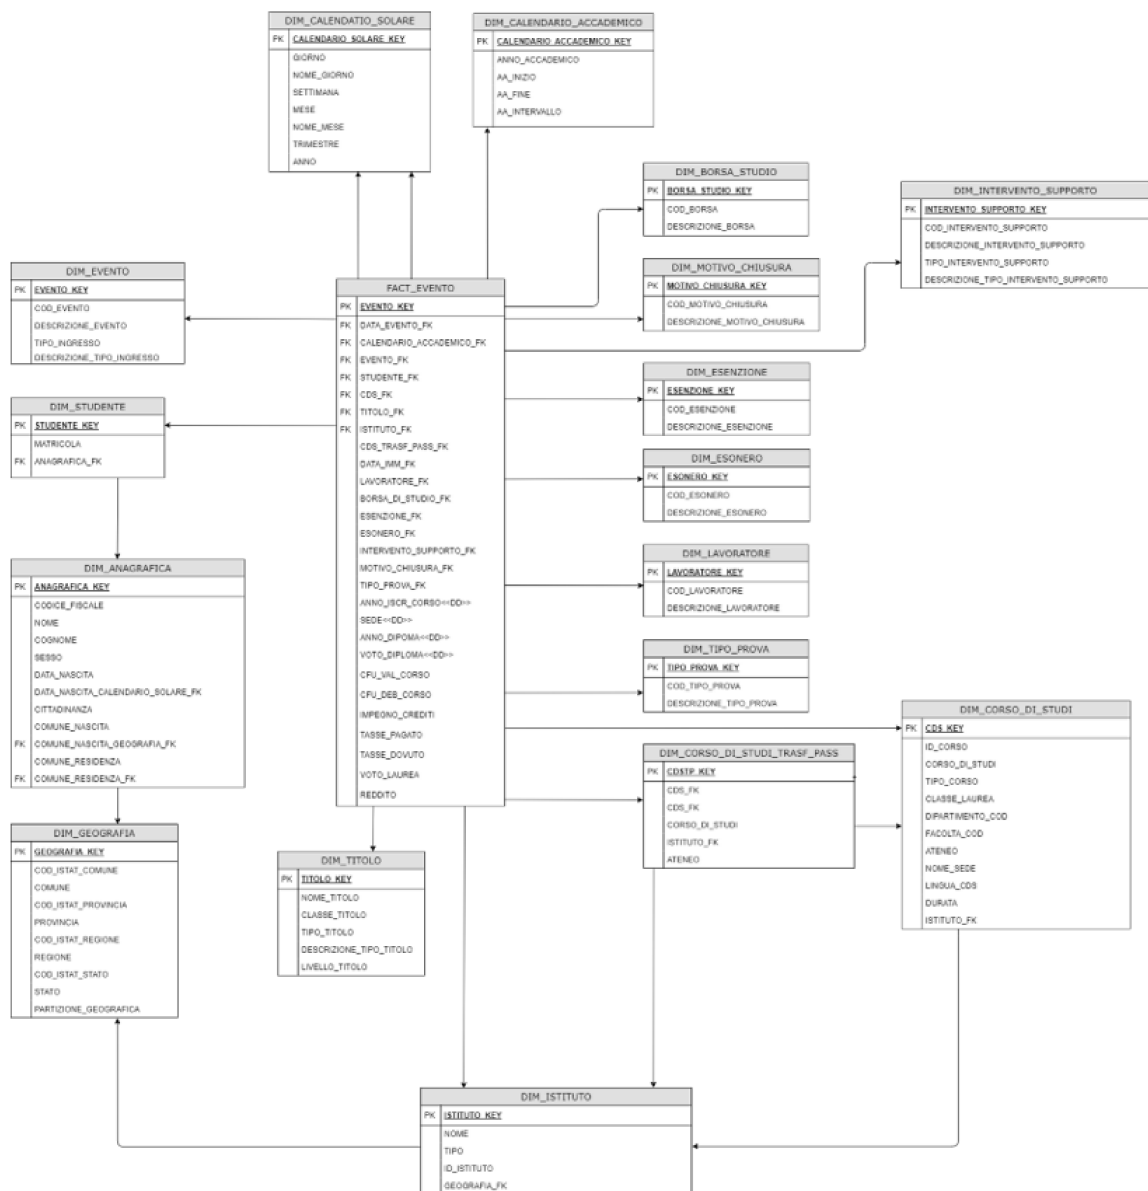 DIM_CALENDATIO_SOLARE
PK CALENDARIO_SOLARE_KEY
GIORNO
NOME_GIORNO
SETTIMANA
MESE
NOME_MESE
TRIMESTRE
ANNO
DIM_CALENDARIO_ACCADEMICO
PK CALENDARIO_ACCADEMICO_KEY
ANNO_ACCADEMICO
AA_INIZIO
AA_FINE
AA_INTERVALLO
DIM_BORSA_STUDIO
PK BORSA_STUDIO_KEY
COD_BORSA
DESCRIZIONE_BORSA
DIM_INTERVENTO_SUPPORTO
PK INTERVENTO_SUPPORTO_KEY
COD_INTERVENTO_SUPPORTO
DESCRIZIONE_INTERVENTO_SUPPORTO
TIPO_INTERVENTO_SUPPORTO
DESCRIZIONE_TIPO_INTERVENTO_SUPPORTO
DIM_EVENTO
PK EVENTO_KEY
COD_EVENTO
DESCRIZIONE_EVENTO
TIPO_INGRESSO
DESCRIZIONE_TIPO_INGRESSO
FACT_EVENTO
PK EVENTO_KEY
FK DATA_EVENTO_FK
FK CALENDARIO_ACCADEMICO_FK
FK EVENTO_FK
FK STUDENTE_FK
FK CDS_FK
FK TITOLO_FK
FK ISTITUTO_FK
CDS_TRASF_PASS_FK
DATA_IMM_FK
LAVORATORE_FK
BORSA_DI_STUDIO_FK
ESENZIONE_FK
ESONERO_FK
INTERVENTO_SUPPORTO_FK
MOTIVO_CHIUSURA_FK
TIPO_PROVA_FK
ANNO_ISCR_CORSO<<DD>>
SEDE<<DD>>
ANNO_DIPOMA<<DD>>
VOTO_DIPLOMA<<DD>>
CFU_VAL_CORSO
CFU_DEB_CORSO
IMPEGNO_CREDITI
TASSE_PAGATO
TASSE_DOVUTO
VOTO_LAUREA
REDDITO
DIM_MOTIVO_CHIUSURA
PK MOTIVO_CHIUSURA_KEY
COD_MOTIVO_CHIUSURA
DESCRIZIONE_MOTIVO_CHIUSURA
DIM_ESENZIONE
PK ESENZIONE_KEY
COD_ESENZIONE
DESCRIZIONE_ESENZIONE
DIM_STUDENTE
PK STUDENTE_KEY
MATRICOLA
FK ANAGRAFICA_FK
DIM_ESONERO
PK ESONERO_KEY
COD_ESONERO
DESCRIZIONE_ESONERO
DIM_ANAGRAFICA
PK ANAGRAFICA_KEY
CODICE_FISCALE
NOME
COGNOME
SESSO
DATA_NASCITA
DATA_NASCITA_CALENDARIO_SOLARE_FK
CITTADINANZA
COMUNE_NASCITA
FK COMUNE_NASCITA_GEOGRAFIA_FK
COMUNE_RESIDENZA
FK COMUNE_RESIDENZA_FK
DIM_LAVORATORE
PK LAVORATORE_KEY
COD_LAVORATORE
DESCRIZIONE_LAVORATORE
DIM_TIPO_PROVA
PK TIPO_PROVA_KEY
COD_TIPO_PROVA
DESCRIZIONE_TIPO_PROVA
DIM_CORSO_DI_STUDI
PK CDS_KEY
ID_CORSO
CORSO_DI_STUDI
TIPO_CORSO
CLASSE_LAUREA
DIPARTIMENTO_COD
FACOLTA_COD
ATENEO
NOME_SEDE
LINGUA_CDS
DURATA
ISTITUTO_FK
DIM_CORSO_DI_STUDI_TRASF_PASS
PK CDSTP_KEY
CDS_FK
CDS_FK
CORSO_DI_STUDI
ISTITUTO_FK
ATENEO
DIM_GEOGRAFIA
PK GEOGRAFIA_KEY
COD_ISTAT_COMUNE
COMUNE
COD_ISTAT_PROVINCIA
PROVINCIA
COD_ISTAT_REGIONE
REGIONE
COD_ISTAT_STATO
STATO
PARTIZIONE_GEOGRAFICA
DIM_TITOLO
PK TITOLO_KEY
NOME_TITOLO
CLASSE_TITOLO
TIPO_TITOLO
DESCRIZIONE_TIPO_TITOLO
LIVELLO_TITOLO
DIM_ISTITUTO
PK ISTITUTO_KEY
NOME
TIPO
ID_ISTITUTO
GEOGRAFIA_FK